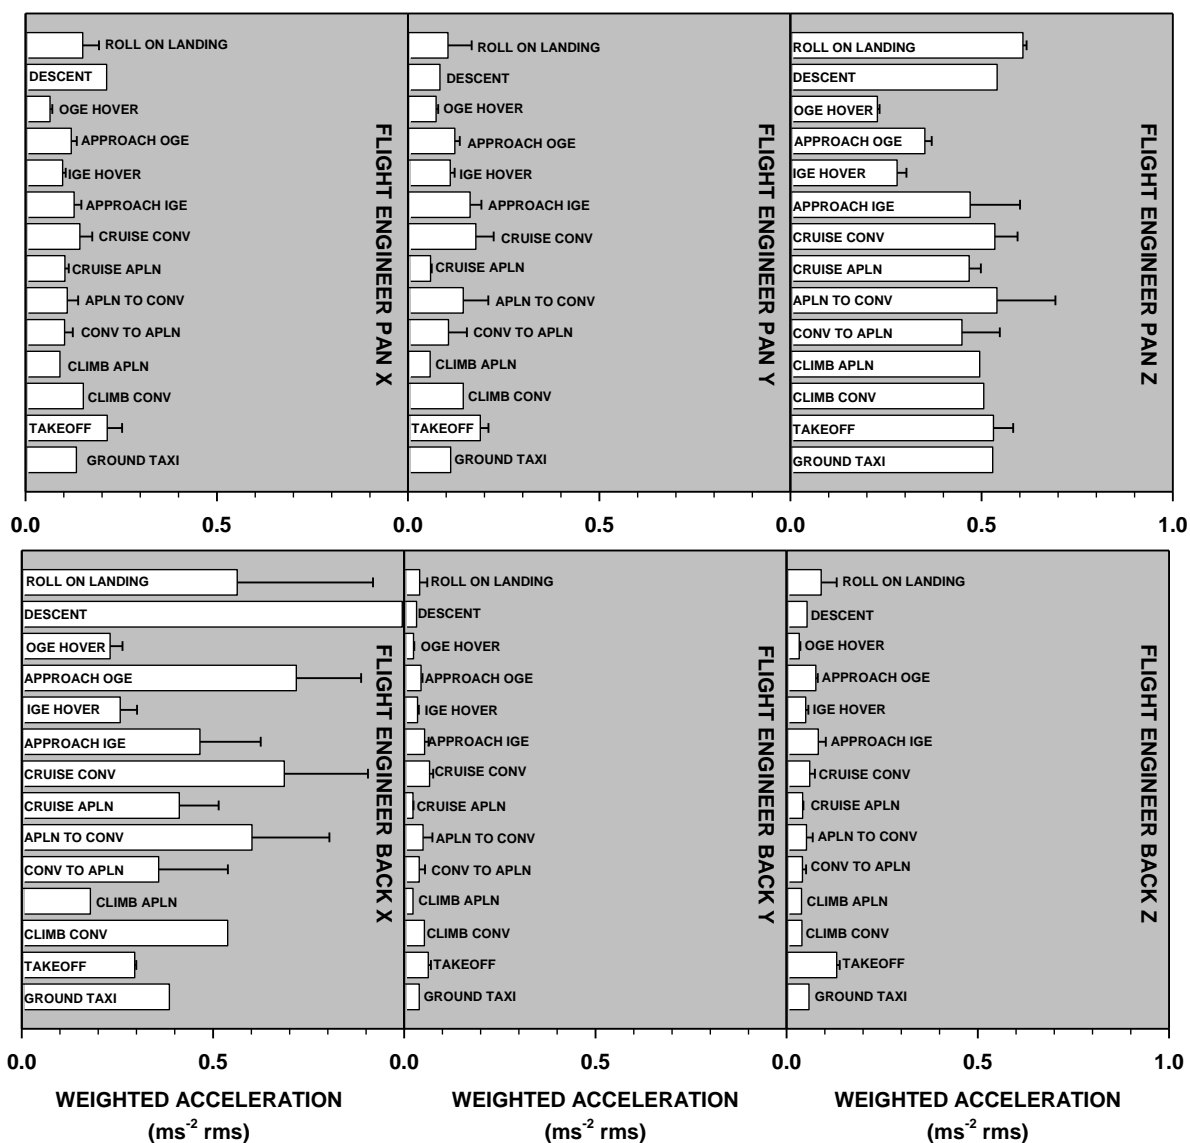 ROLL ON LANDING
DESCENT
OGE HOVER
APPROACH OGE
IGE HOVER
APPROACH IGE
CRUISE CONV
CRUISE APLN
APLN TO CONV
CONV TO APLN
CLIMB APLN
CLIMB CONV
TAKEOFF
GROUND TAXI
FLIGHT ENGINEER PAN X
ROLL ON LANDING
DESCENT
OGE HOVER
APPROACH OGE
IGE HOVER
APPROACH IGE
CRUISE CONV
CRUISE APLN
APLN TO CONV
CONV TO APLN
CLIMB APLN
CLIMB CONV
TAKEOFF
GROUND TAXI
FLIGHT ENGINEER PAN Y
ROLL ON LANDING
DESCENT
OGE HOVER
APPROACH OGE
IGE HOVER
APPROACH IGE
CRUISE CONV
CRUISE APLN
APLN TO CONV
CONV TO APLN
CLIMB APLN
CLIMB CONV
TAKEOFF
GROUND TAXI
FLIGHT ENGINEER PAN Z
0.0 0.5 0.0 0.5 0.0 0.5 1.0
ROLL ON LANDING
DESCENT
OGE HOVER
APPROACH OGE
IGE HOVER
APPROACH IGE
CRUISE CONV
CRUISE APLN
APLN TO CONV
CONV TO APLN
CLIMB APLN
CLIMB CONV
TAKEOFF
GROUND TAXI
FLIGHT ENGINEER BACK X
ROLL ON LANDING
DESCENT
OGE HOVER
APPROACH OGE
IGE HOVER
APPROACH IGE
CRUISE CONV
CRUISE APLN
APLN TO CONV
CONV TO APLN
CLIMB APLN
CLIMB CONV
TAKEOFF
GROUND TAXI
FLIGHT ENGINEER BACK Y
ROLL ON LANDING
DESCENT
OGE HOVER
APPROACH OGE
IGE HOVER
APPROACH IGE
CRUISE CONV
CRUISE APLN
APLN TO CONV
CONV TO APLN
CLIMB APLN
CLIMB CONV
TAKEOFF
GROUND TAXI
FLIGHT ENGINEER BACK Z
0.0 0.5 0.0 0.5 0.0 0.5 1.0
WEIGHTED ACCELERATION
(ms⁻² rms)
WEIGHTED ACCELERATION
(ms⁻² rms)
WEIGHTED ACCELERATION
(ms⁻² rms)